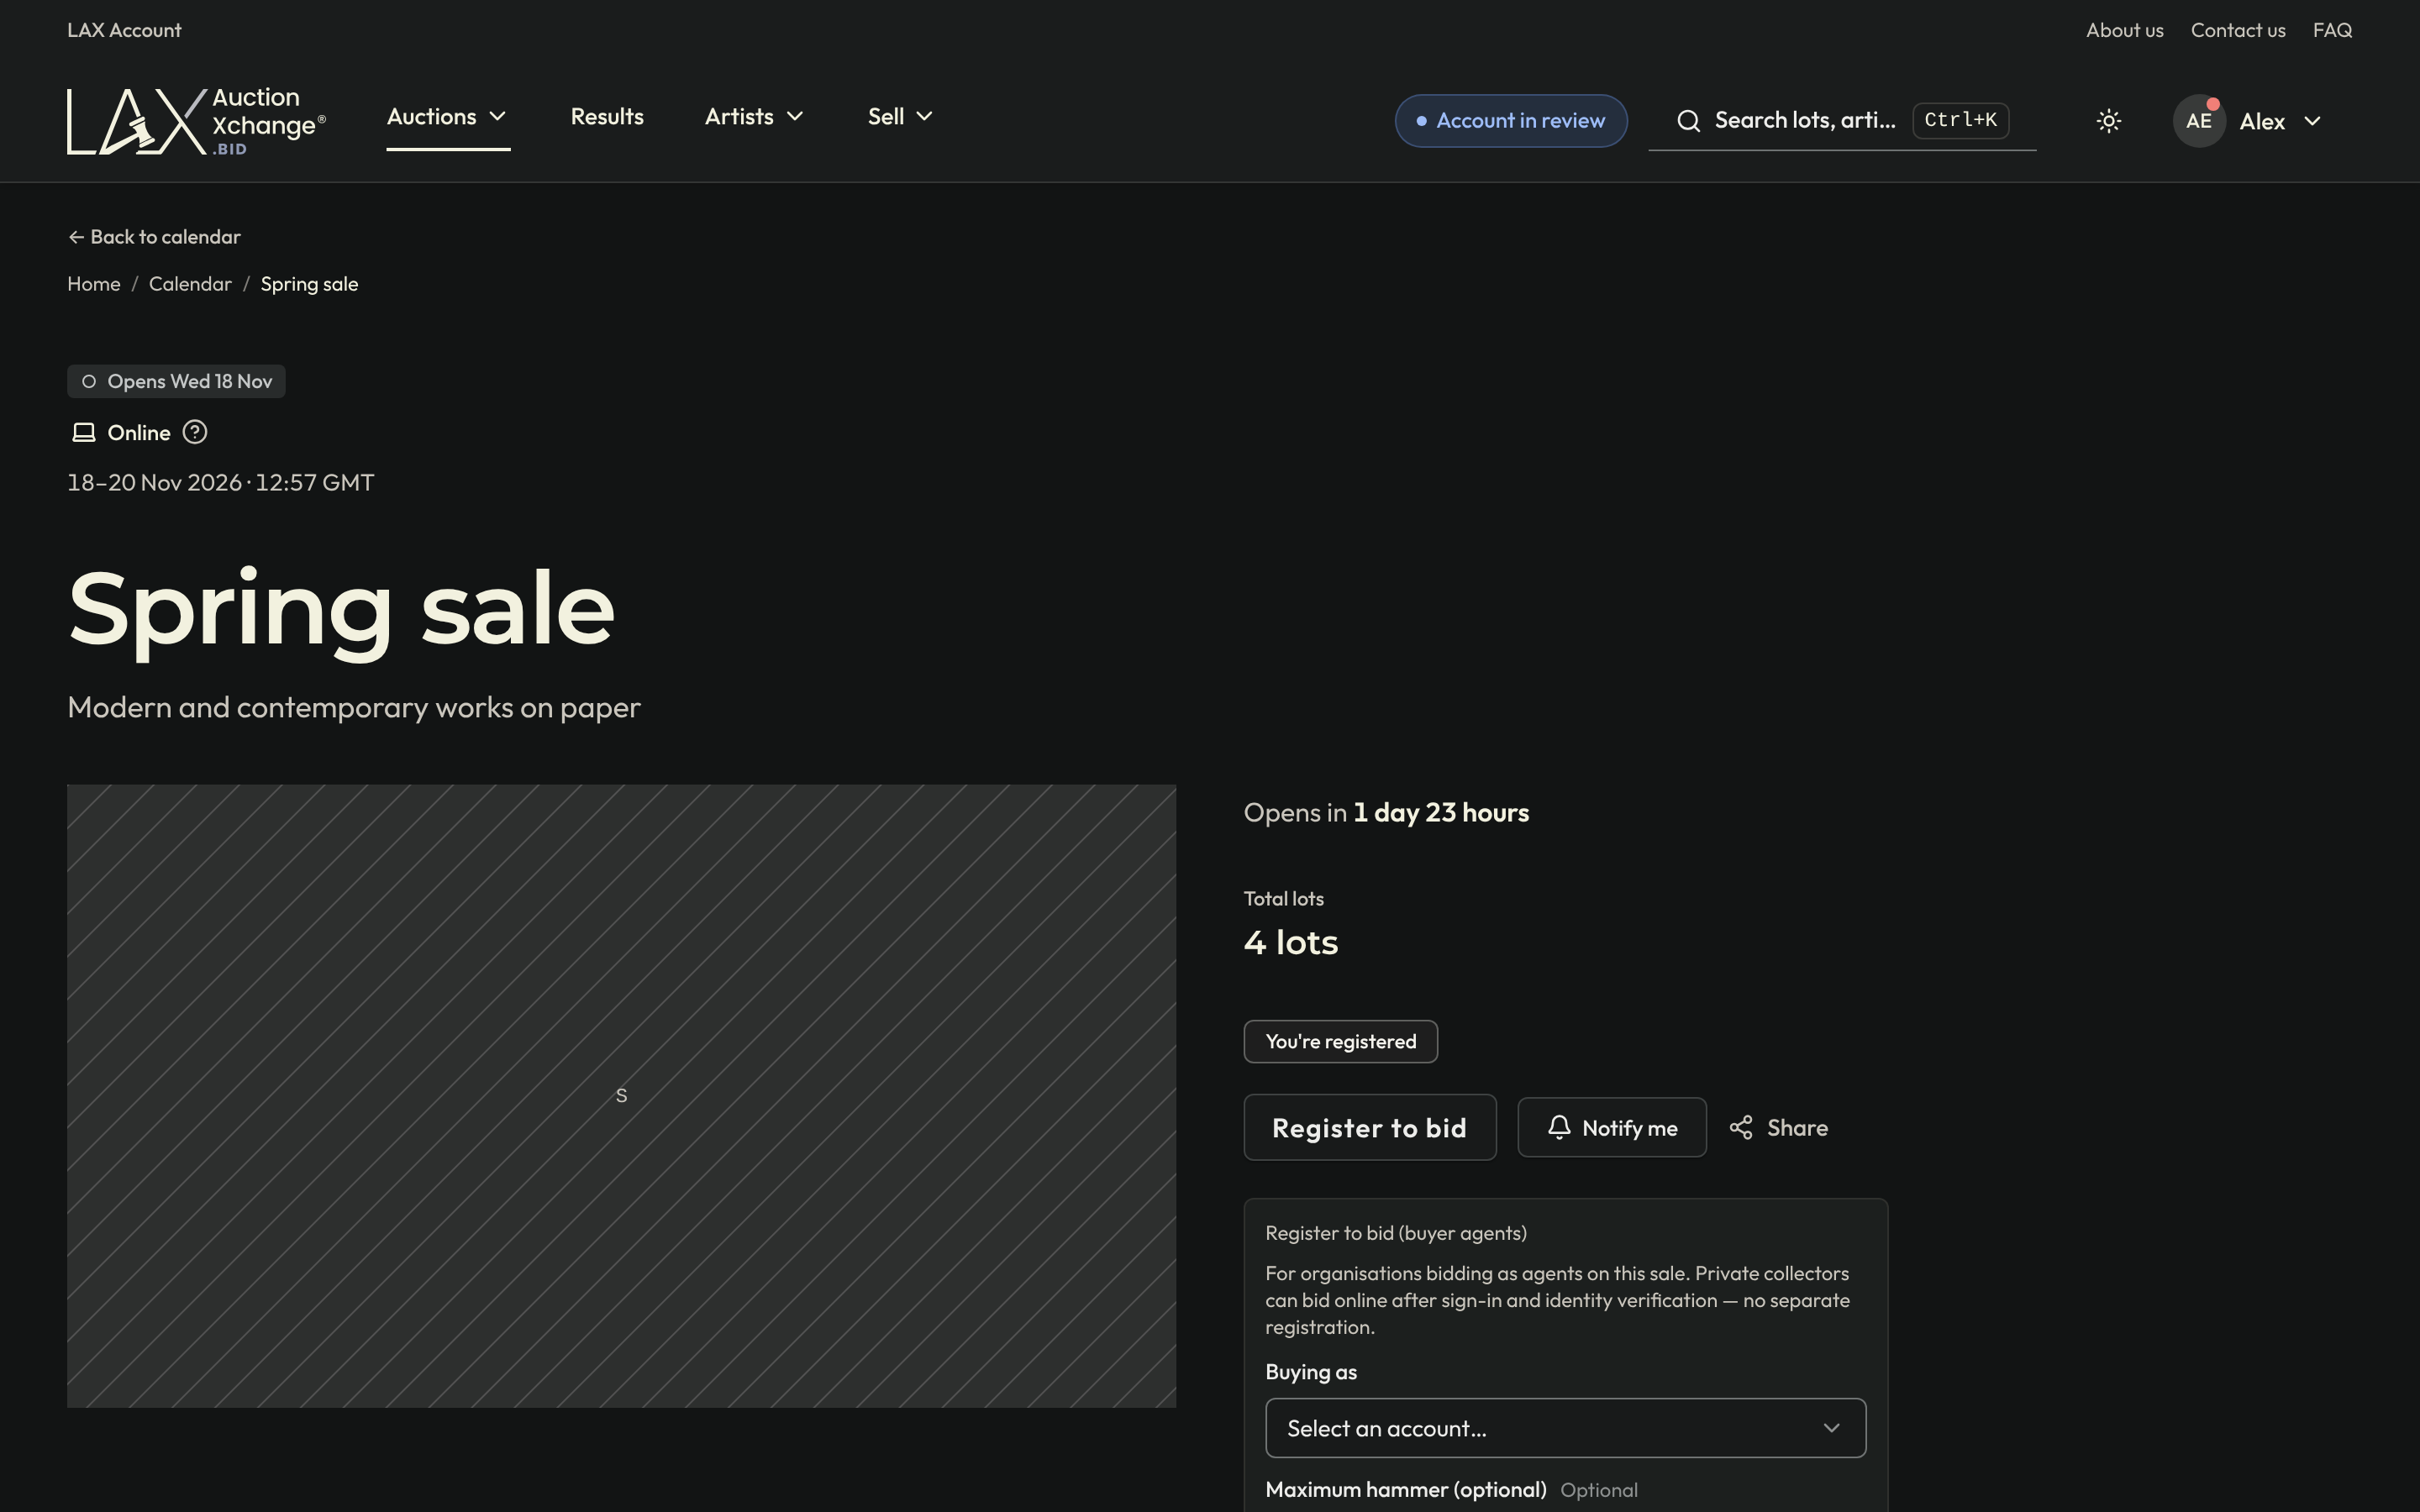 LAX Account
About us
Contact us
FAQ
LAX Auction
Xchange®
.BID
Auctions
Results
Artists
Sell
Account in review
Search lots, arti...
Ctrl+K
AE
Alex
← Back to calendar
Home / Calendar / Spring sale
Opens Wed 18 Nov
Online ?
18–20 Nov 2026 · 12:57 GMT
Spring sale
Modern and contemporary works on paper
S
Opens in 1 day 23 hours
Total lots
4 lots
You're registered
Register to bid
Notify me
Share
Register to bid (buyer agents)
For organisations bidding as agents on this sale. Private collectors
can bid online after sign-in and identity verification — no separate
registration.
Buying as
Select an account...
Maximum hammer (optional) Optional